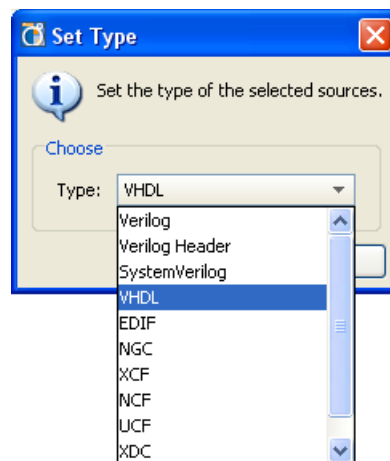 Set Type
Set the type of the selected sources.
Choose
Type: VHDL
Verilog
Verilog Header
SystemVerilog
VHDL
EDIF
NGC
XCF
NCF
UCF
XDC